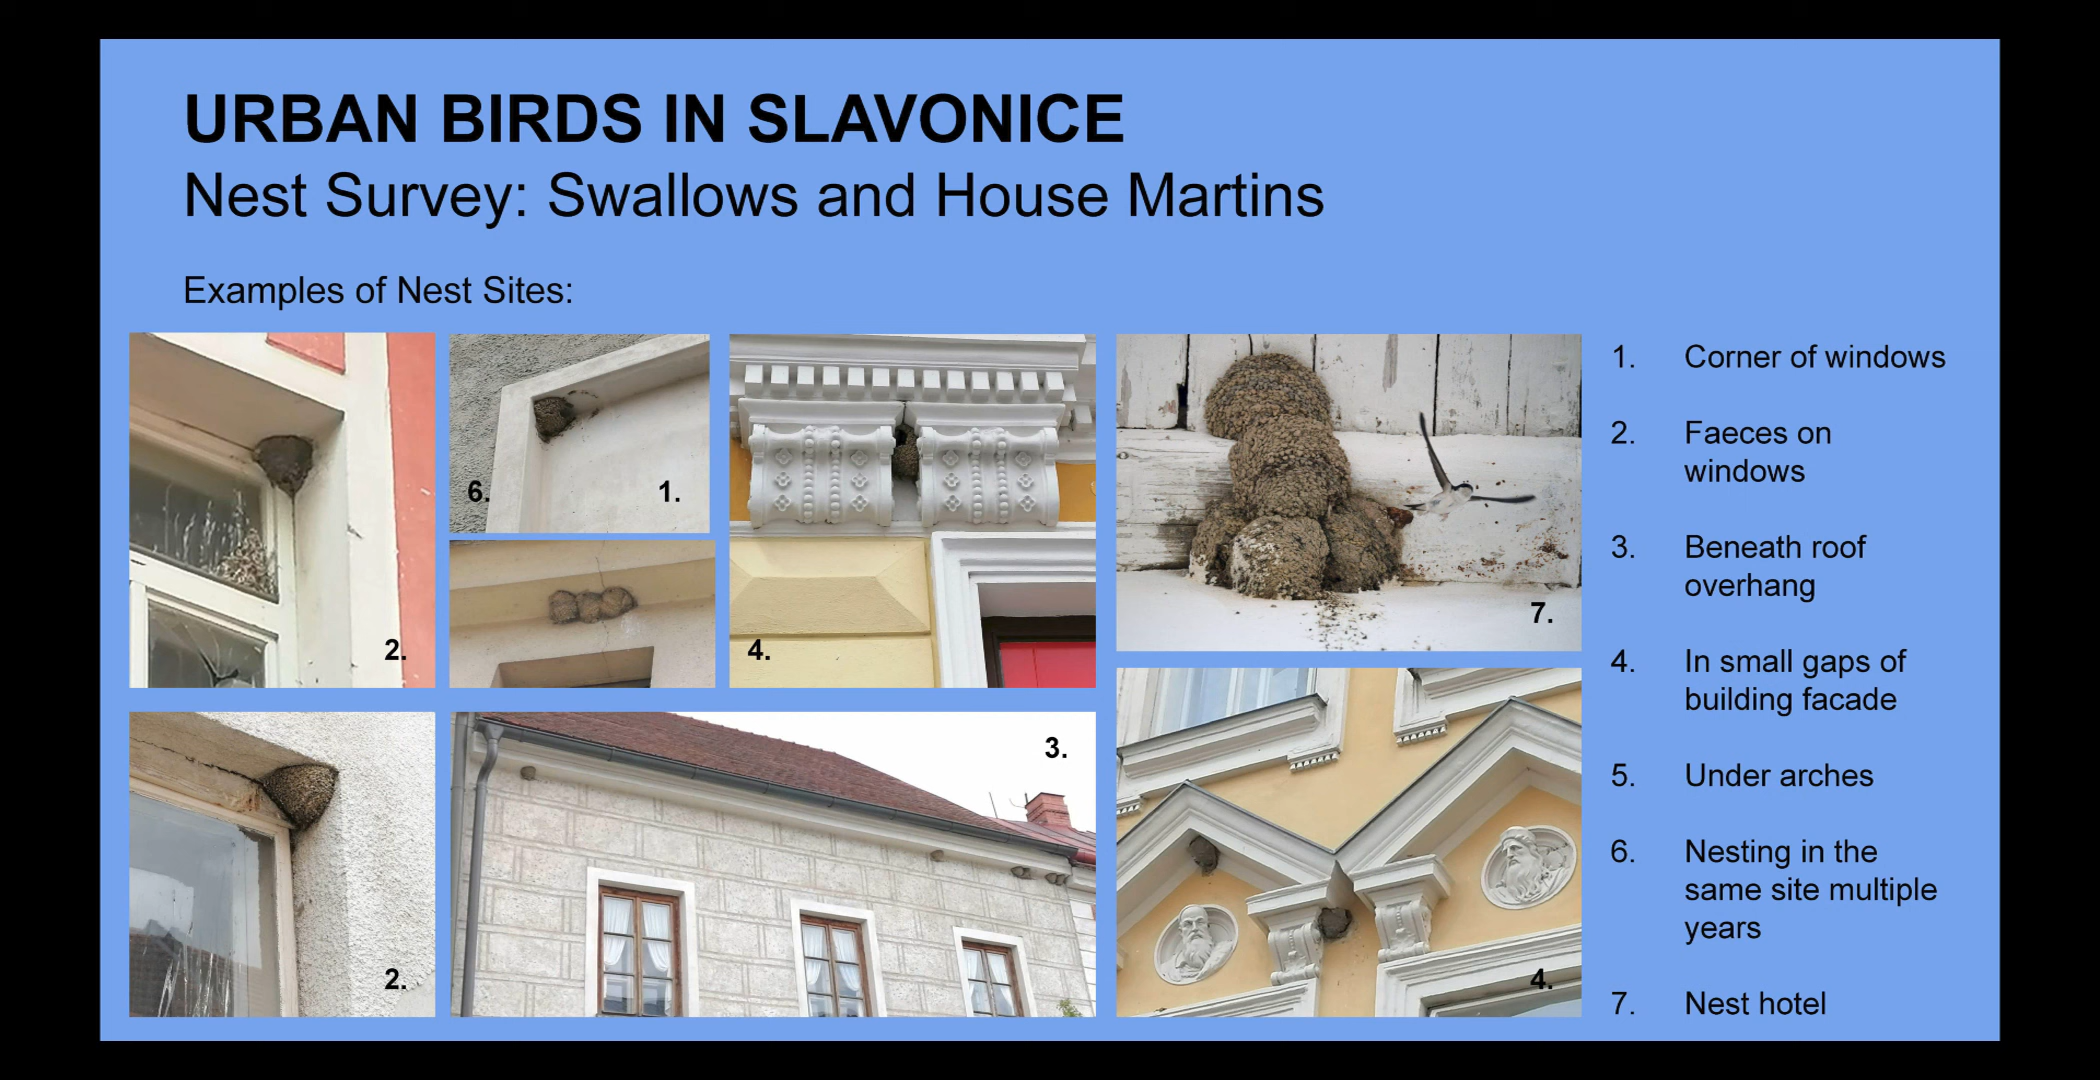 URBAN BIRDS IN SLAVONICE
Nest Survey: Swallows and House Martins
Examples of Nest Sites:
2.
6.
1.
4.
7.
2.
3.
4.
1. Corner of windows
2. Faeces on
windows
3. Beneath roof
overhang
4. In small gaps of
building facade
5. Under arches
6. Nesting in the
same site multiple
years
7. Nest hotel